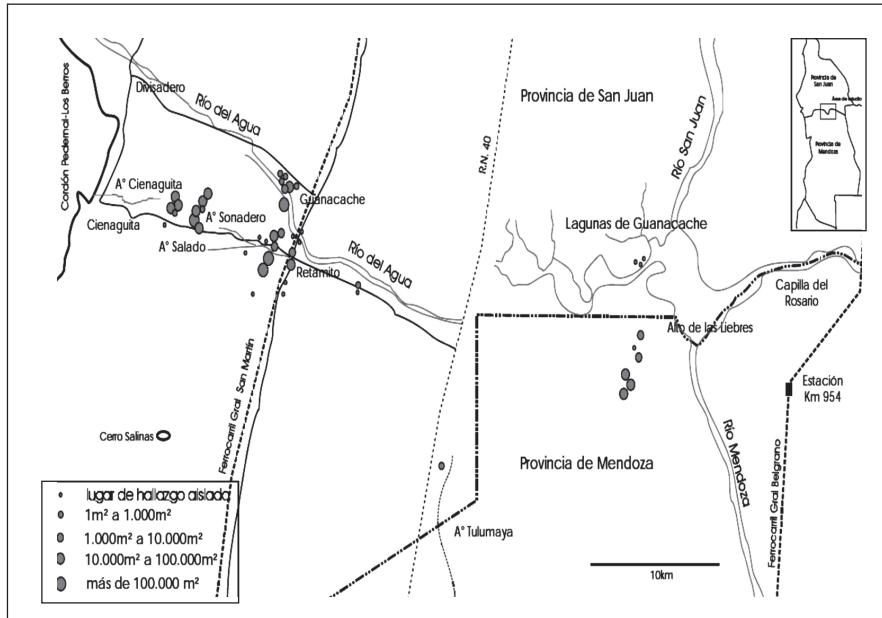 Cordón Pedernal-Los Berros
Divisadero
Río del Agua
A° Cienaguita
Cienaguita
A° Sonadero
A° Salado
Guanacache
Retamito
Río del Agua
Ferrocarril Gral San Martín
Cerro Salinas
R.N. 40
Provincia de San Juan
Río San Juan
Lagunas de Guanacache
Capilla del
Rosario
Alto de las Liebres
Estación
Km 954
Provincia de Mendoza
Río Mendoza
Ferrocarril Gral Belgrano
A° Tulumaya
10km
Provincia de
San Juan
Área de estudio
Provincia de
Mendoza
lugar de hallazgo aislada
1m² a 1.000m²
1.000m² a 10.000m²
10.000m² a 100.000m²
más de 100.000 m²